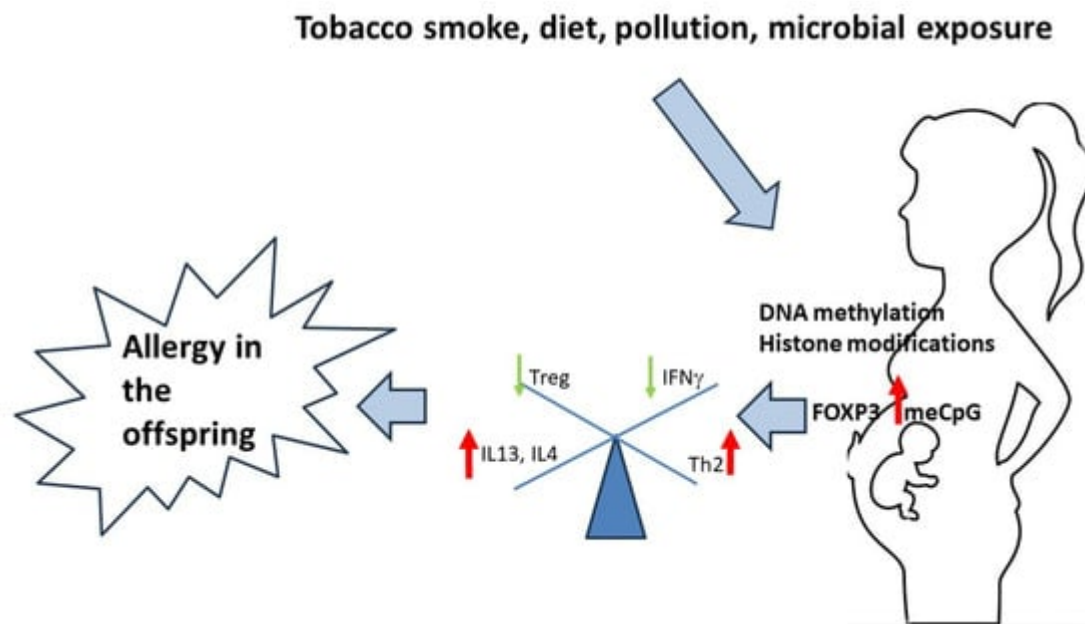 Tobacco smoke, diet, pollution, microbial exposure
DNA methylation
Histone modifications
FOXP3 meCpG
Treg
IFNγ
IL13, IL4
Th2
Allergy in
the
offspring